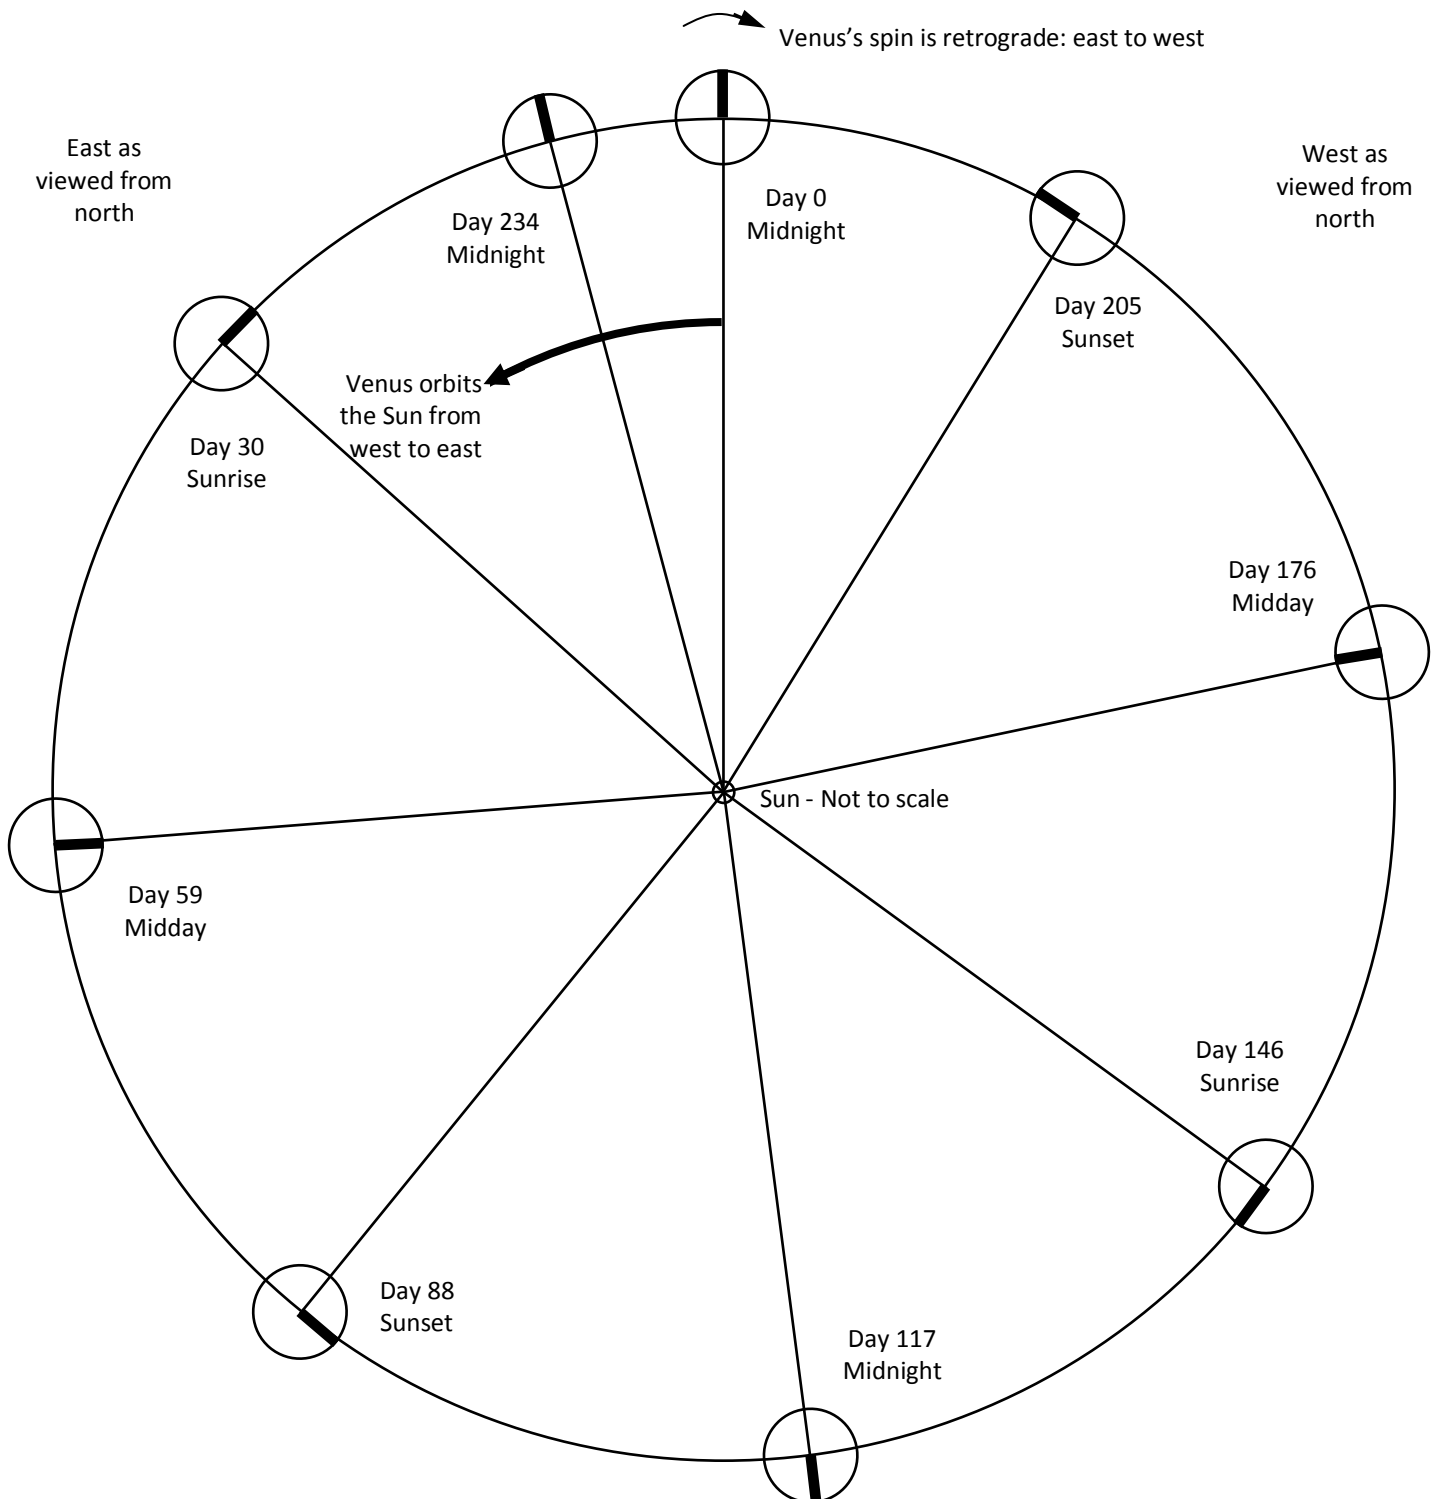 Venus’s spin is retrograde: east to west
East as
viewed from
north
West as
viewed from
north
Day 234
Midnight
Day 0
Midnight
Day 205
Sunset
Venus orbits
the Sun from
west to east
Day 30
Sunrise
Day 176
Midday
Sun - Not to scale
Day 59
Midday
Day 146
Sunrise
Day 88
Sunset
Day 117
Midnight